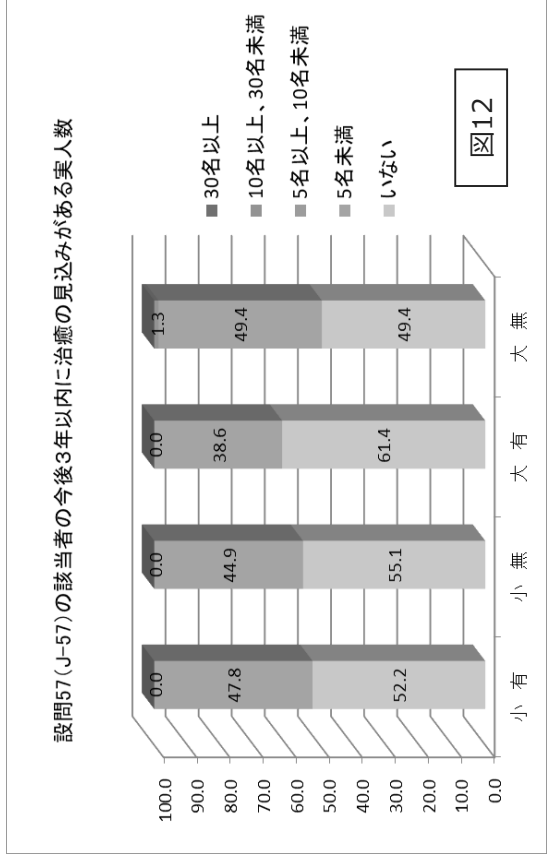 設問57(J-57)の該当者の今後3年以内に治癒の見込みがある実人数
100.0
90.0
80.0
70.0
60.0
50.0
40.0
30.0
20.0
10.0
0.0
0.0
47.8
52.2
0.0
44.9
55.1
0.0
38.6
61.4
1.3
49.4
49.4
小 有
小 無
大 有
大 無
30名以上
10名以上、30名未満
5名以上、10名未満
5名未満
いない
図12